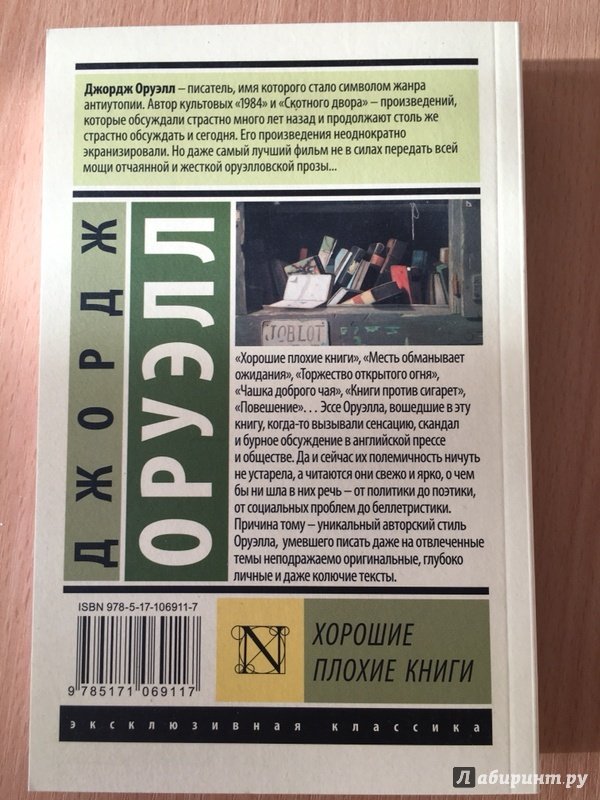 Джордж Оруэлл – писатель, имя которого стало символом жанра
антиутопии. Автор культовых «1984» и «Скотного двора» – произведений,
которые обсуждали страстно много лет назад и продолжают столь же
страстно обсуждать и сегодня. Его произведения неоднократно
экранизировали. Но даже самый лучший фильм не в силах передать всей
мощи отчаянной и жесткой оруэлловской прозы...
ДЖОРДЖ
ОРУЭЛЛ
JOBLOT
«Хорошие плохие книги», «Месть обманывает
ожидания», «Торжество открытого огня»,
«Чашка доброго чая», «Книги против сигарет»,
«Повешение»... Эссе Оруэлла, вошедшие в эту
книгу, когда-то вызывали сенсацию, скандал
и бурное обсуждение в английской прессе
и обществе. Да и сейчас их полемичность ничуть
не устарела, а читаются они свежо и ярко, о чем
бы ни шла в них речь – от политики до поэтики,
от социальных проблем до беллетристики.
Причина тому – уникальный авторский стиль
Оруэлла, умевшего писать даже на отвлеченные
темы неподражаемо оригинальные, глубоко
личные и даже колючие тексты.
ISBN 978-5-17-106911-7
9 785171 069117
N
ХОРОШИЕ
ПЛОХИЕ КНИГИ
эксклюзивная классика
Лабиринт.ру